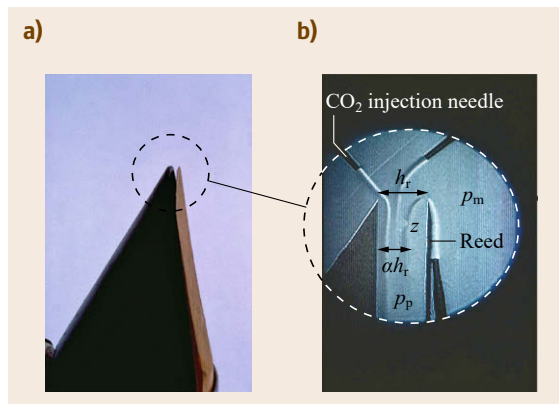 a)
b)
CO₂ injection needle
hᵣ
pₘ
z
Reed
αhᵣ
pₚ